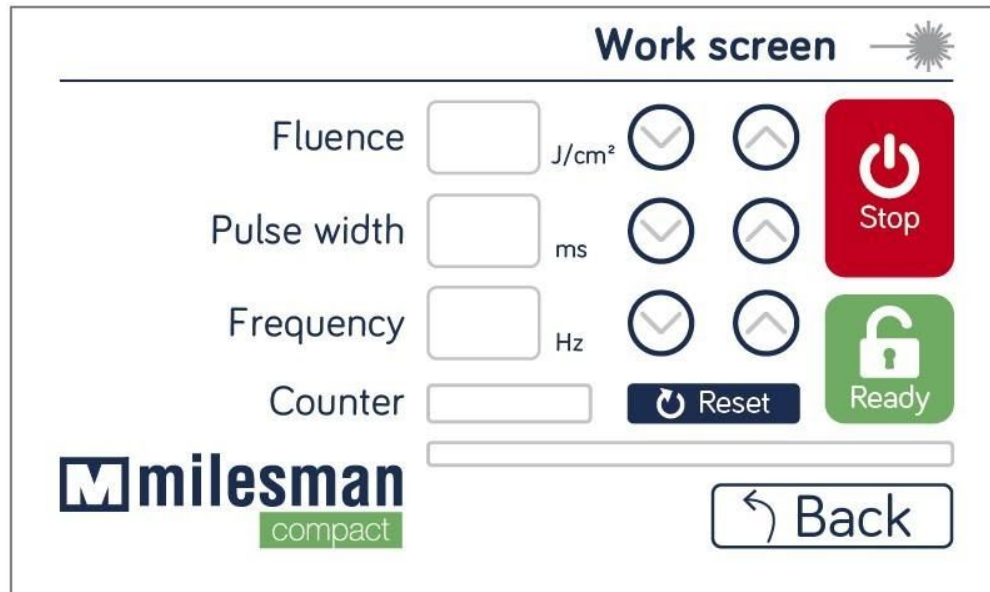 Work screen
Fluence J/cm²
Stop
Pulse width ms
Frequency Hz
Ready
Counter Reset
M milesman
compact
Back